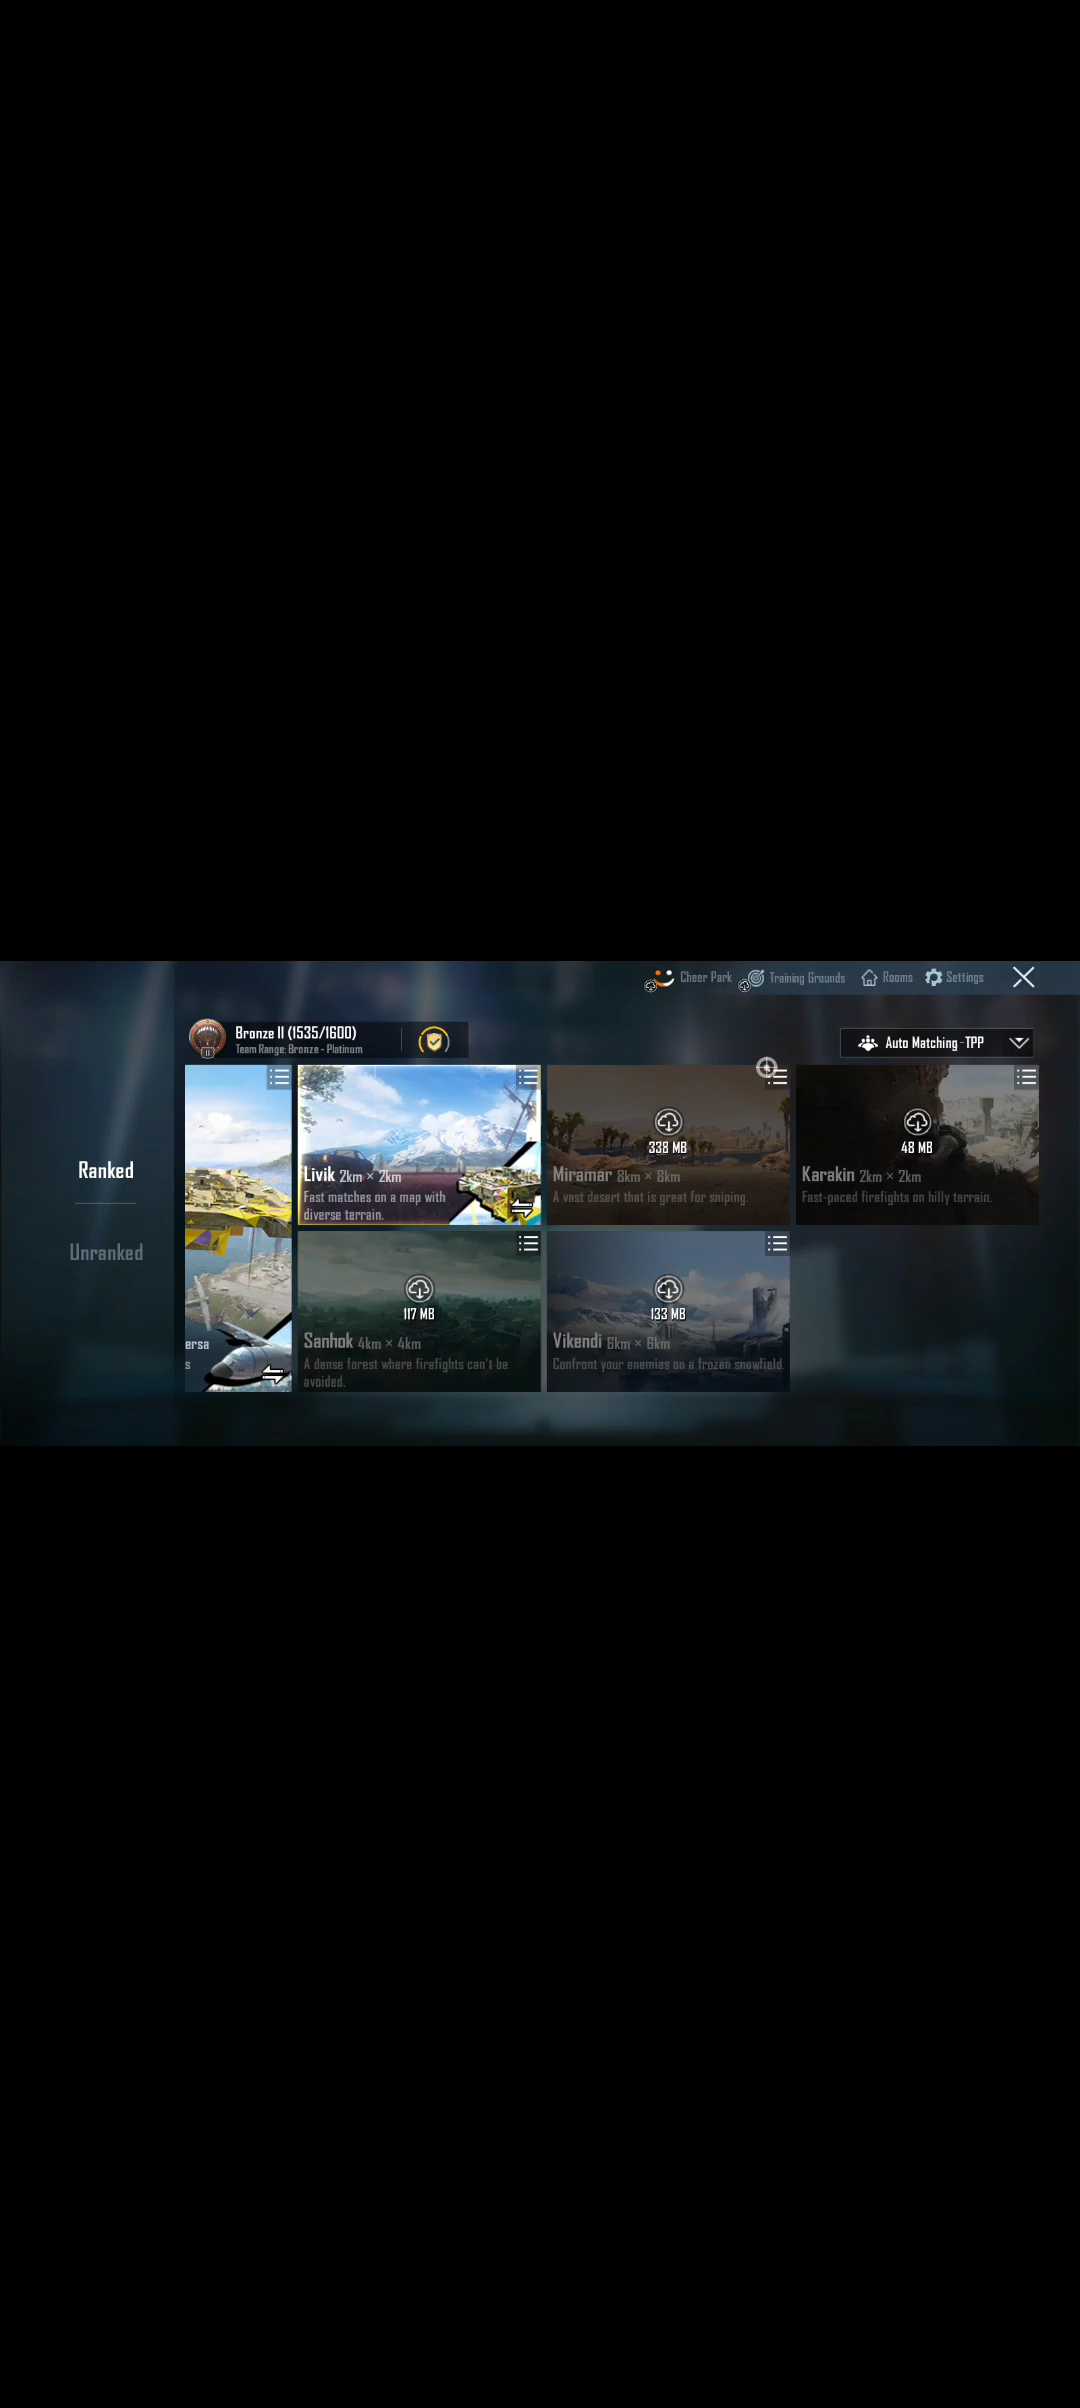 Cheer Park
Training Grounds
Rooms
Settings
Bronze II (1535/1600)
Team Range: Bronze - Platinum
II
Auto Matching - TPP
Ranked
Unranked
ersa
s
Livik 2km × 2km
Fast matches on a map with
diverse terrain.
338 MB
Miramar 8km × 8km
A vast desert that is great for sniping.
48 MB
Karakin 2km × 2km
Fast-paced firefights on hilly terrain.
117 MB
Sanhok 4km × 4km
A dense forest where firefights can't be
avoided.
133 MB
Vikendi 6km × 6km
Confront your enemies on a frozen snowfield.